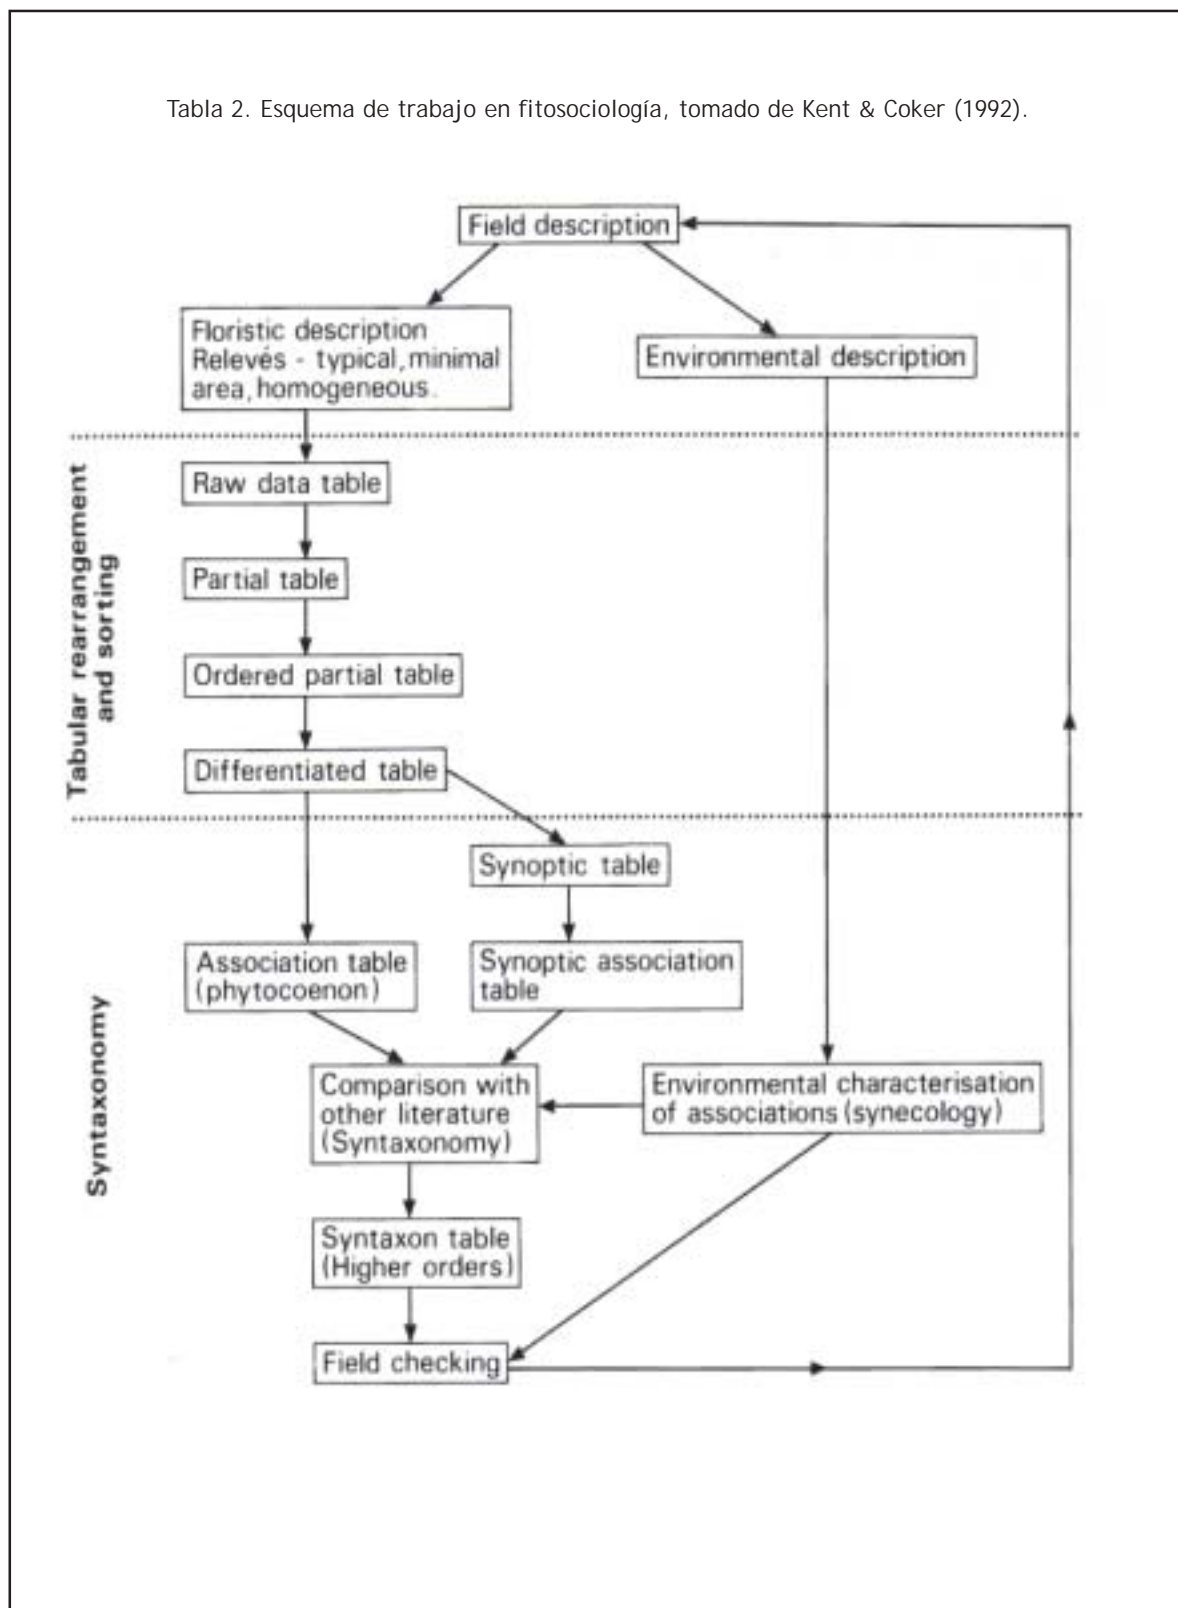 Tabla 2. Esquema de trabajo en fitosociología, tomado de Kent & Coker (1992).
Field description
Floristic description
Relevés - typical, minimal
area, homogeneous.
Environmental description
Tabular rearrangement
and sorting
Raw data table
Partial table
Ordered partial table
Differentiated table
Syntaxonomy
Synoptic table
Association table
(phytocoenon)
Synoptic association
table
Comparison with
other literature
(Syntaxonomy)
Environmental characterisation
of associations (synecology)
Syntaxon table
(Higher orders)
Field checking